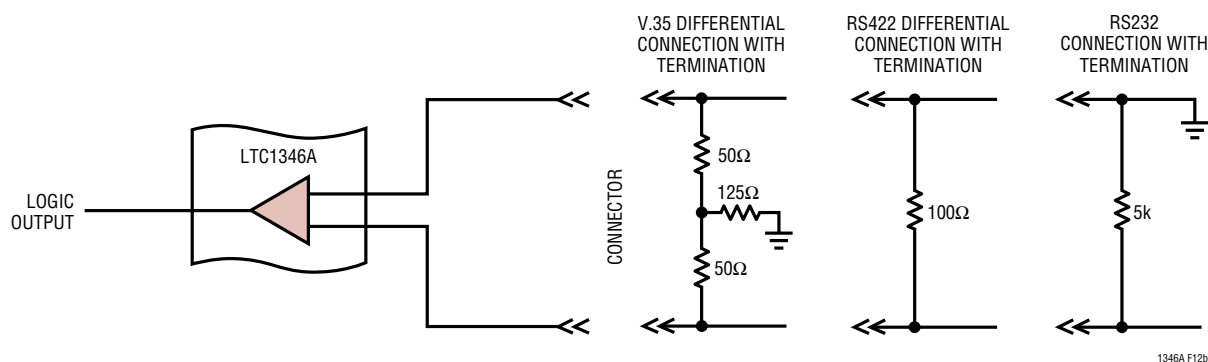 V.35 DIFFERENTIAL
CONNECTION WITH
TERMINATION
RS422 DIFFERENTIAL
CONNECTION WITH
TERMINATION
RS232
CONNECTION WITH
TERMINATION
LTC1346A
LOGIC
OUTPUT
CONNECTOR
50Ω
125Ω
50Ω
100Ω
5k
1346A F12b